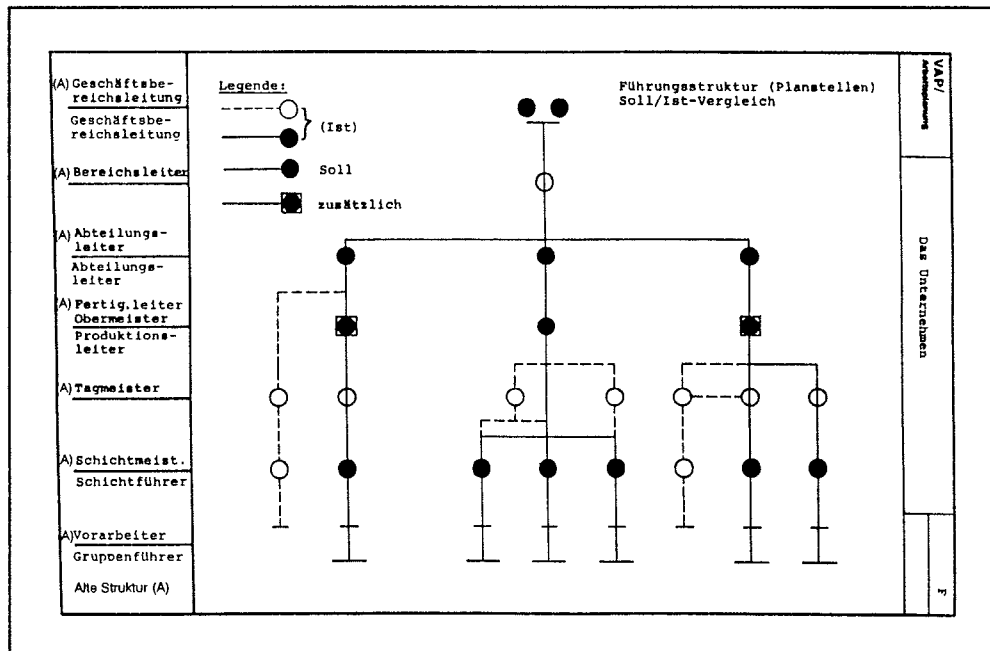 (A) Geschäftsbe-
reichsleitung
Geschäftsbe-
reichsleitung
(A) Bereichsleiter
(A) Abteilungs-
leiter
Abteilungs-
leiter
(A) Fertig.leiter
Obermeister
Produktions-
leiter
(A) Tagmeister
(A) Schichtmeist.
Schichtführer
(A) Vorarbeiter
Gruppenführer
Alte Struktur (A)
Legende:
(Ist)
Soll
zusätzlich
Führungsstruktur (Planstellen)
Soll/Ist-Vergleich
VAP/
Arbeitsplanung
Das Unternehmen
F